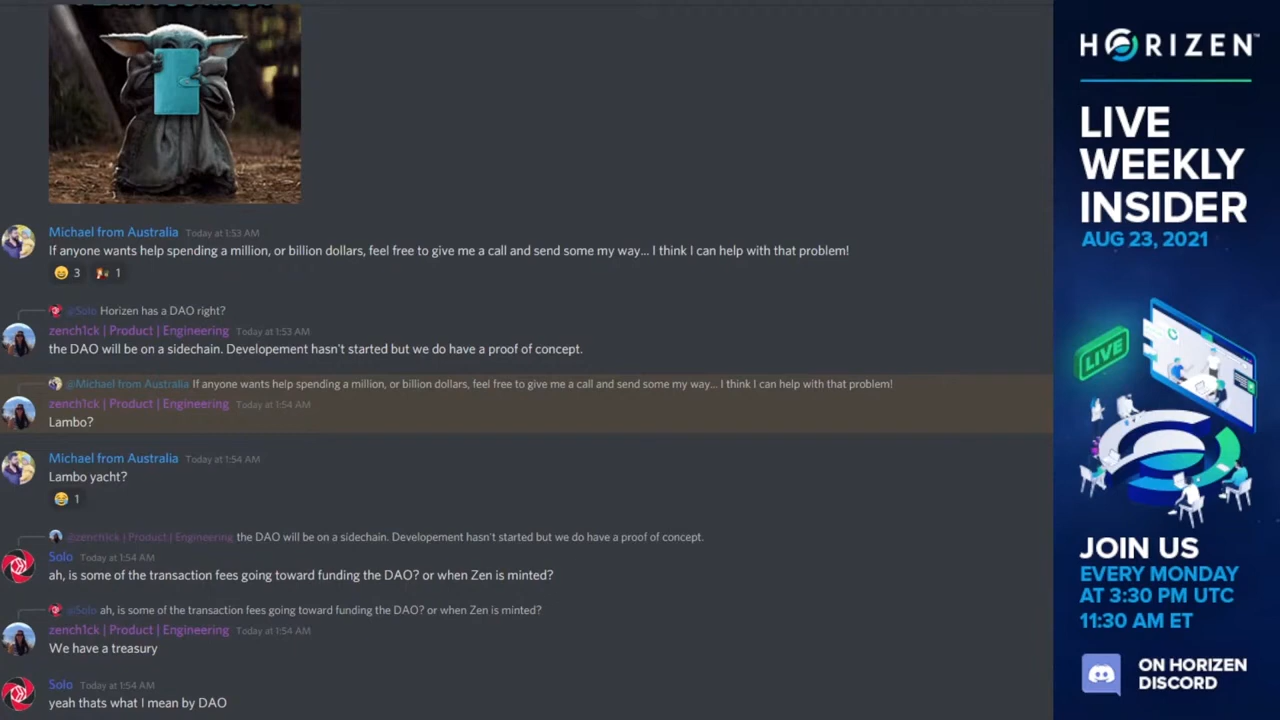 Michael from Australia Today at 1:53 AM
If anyone wants help spending a million, or billion dollars, feel free to give me a call and send some my way... I think I can help with that problem!
3 1
@Solo Horizen has a DAO right?
zench1ck | Product | Engineering Today at 1:53 AM
the DAO will be on a sidechain. Developement hasn't started but we do have a proof of concept.
@Michael from Australia If anyone wants help spending a million, or billion dollars, feel free to give me a call and send some my way... I think I can help with that problem!
zench1ck | Product | Engineering Today at 1:54 AM
Lambo?
Michael from Australia Today at 1:54 AM
Lambo yacht?
1
@zench1ck | Product | Engineering the DAO will be on a sidechain. Developement hasn't started but we do have a proof of concept.
Solo Today at 1:54 AM
ah, is some of the transaction fees going toward funding the DAO? or when Zen is minted?
@Solo ah, is some of the transaction fees going toward funding the DAO? or when Zen is minted?
zench1ck | Product | Engineering Today at 1:54 AM
We have a treasury
Solo Today at 1:54 AM
yeah thats what I mean by DAO
HORIZEN™
LIVE
WEEKLY
INSIDER
AUG 23, 2021
LIVE
JOIN US
EVERY MONDAY
AT 3:30 PM UTC
11:30 AM ET
ON HORIZEN
DISCORD